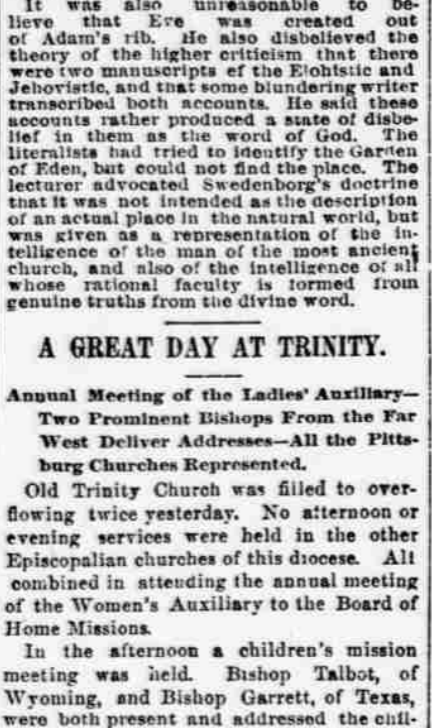 It was also unreasonable to be-
lieve that Eve was created out
of Adam's rib. He also disbelieved the
theory of the higher criticism that there
were two manuscripts of the Elohistic and
Jehovistic, and that some blundering writer
transcribed both accounts. He said these
accounts rather produced a state of disbe-
lief in them as the word of God. The
literalists had tried to identify the Garden
of Eden, but could not find the place. The
lecturer advocated Swedenborg's doctrine
that it was not intended as the description
of an actual place in the natural world, but
was given as a representation of the in-
telligence of the man of the most ancient
church, and also of the intelligence of all
whose rational faculty is formed from
genuine truths from the divine word.
A GREAT DAY AT TRINITY.
Annual Meeting of the Ladies' Auxiliary—
Two Prominent Bishops From the Far
West Deliver Addresses—All the Pitts-
burg Churches Represented.
Old Trinity Church was filled to over-
flowing twice yesterday. No afternoon or
evening services were held in the other
Episcopalian churches of this diocese. All
combined in attending the annual meeting
of the Women's Auxiliary to the Board of
Home Missions.
In the afternoon a children's mission
meeting was held. Bishop Talbot, of
Wyoming, and Bishop Garrett, of Texas,
were both present and addressed the chil-